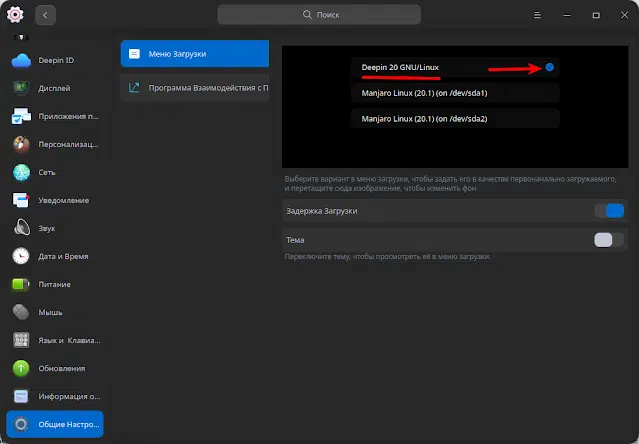 Поиск
Deepin ID
Дисплей
Приложения п...
Персонализац...
Сеть
Уведомление
Звук
Дата и Время
Питание
Мышь
Язык и Клавиа...
Обновления
Информация о...
Общие Настро...
Меню Загрузки
Программа Взаимодействия с П
Deepin 20 GNU/Linux
Manjaro Linux (20.1) (on /dev/sda1)
Manjaro Linux (20.1) (on /dev/sda2)
Выберите вариант в меню загрузки, чтобы задать его в качестве первоначально загружаемого,
и перетащите сюда изображение, чтобы изменить фон
Задержка Загрузки
Тема
Переключите тему, чтобы просмотреть её в меню загрузки.